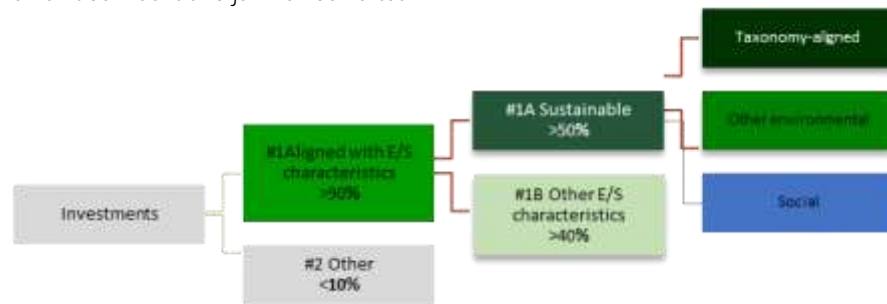 Taxonomy-aligned
#1A Sustainable
>50%
Other environmental
#1Aligned with E/S
characteristics
>90%
#1B Other E/S
characteristics
>40%
Social
Investments
#2 Other
<10%